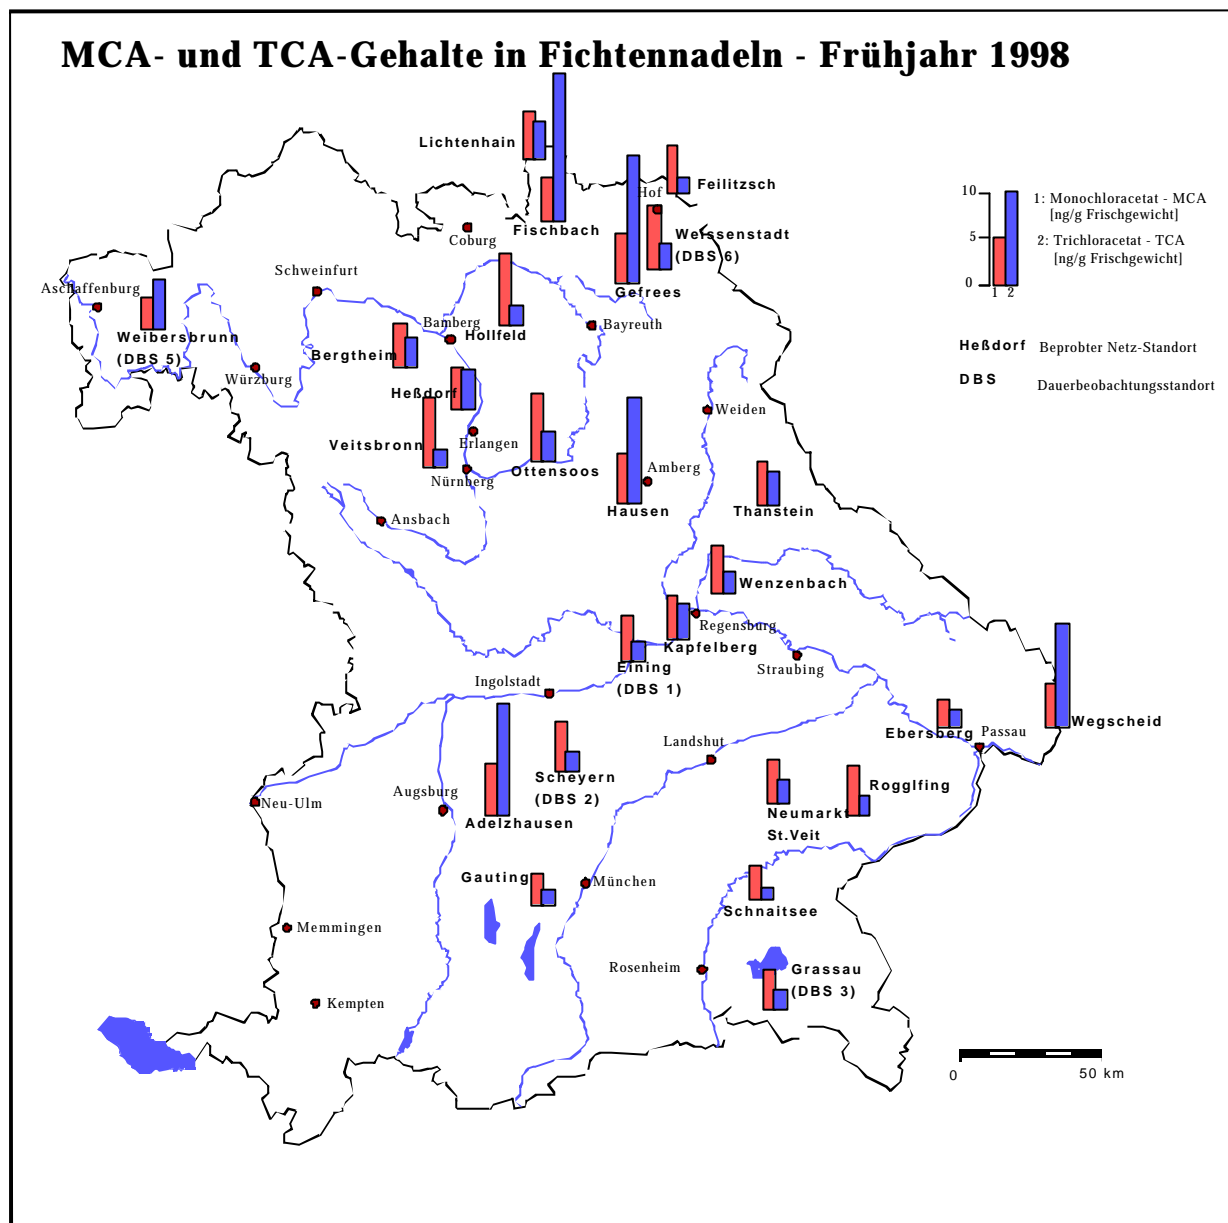 MCA- und TCA-Gehalte in Fichtennadeln - Frühjahr 1998
Lichtenhain
Feilitzsch
Hof
Fischbach
Coburg
Weissenstadt
(DBS 6)
Gefrees
10
5
0
1 2
1: Monochloracetat - MCA
[ng/g Frischgewicht]
2: Trichloracetat - TCA
[ng/g Frischgewicht]
Heßdorf Beprobter Netz-Standort
DBS Dauerbeobachtungsstandort
Schweinfurt
Aschaffenburg
Weibersbrunn
(DBS 5)
Würzburg
Bamberg
Hollfeld
Bayreuth
Bergtheim
Heßdorf
Veitsbronn
Erlangen
Nürnberg
Ottensoos
Weiden
Amberg
Hausen
Thanstein
Ansbach
Wenzenbach
Regensburg
Kapfelberg
Eining
(DBS 1)
Straubing
Ingolstadt
Wegscheid
Ebersberg
Passau
Landshut
Scheyern
(DBS 2)
Neu-Ulm
Augsburg
Adelzhausen
Neumarkt
St.Veit
Rogglfing
Gauting
München
Schnaitsee
Memmingen
Rosenheim
Grassau
(DBS 3)
Kempten
0 50 km